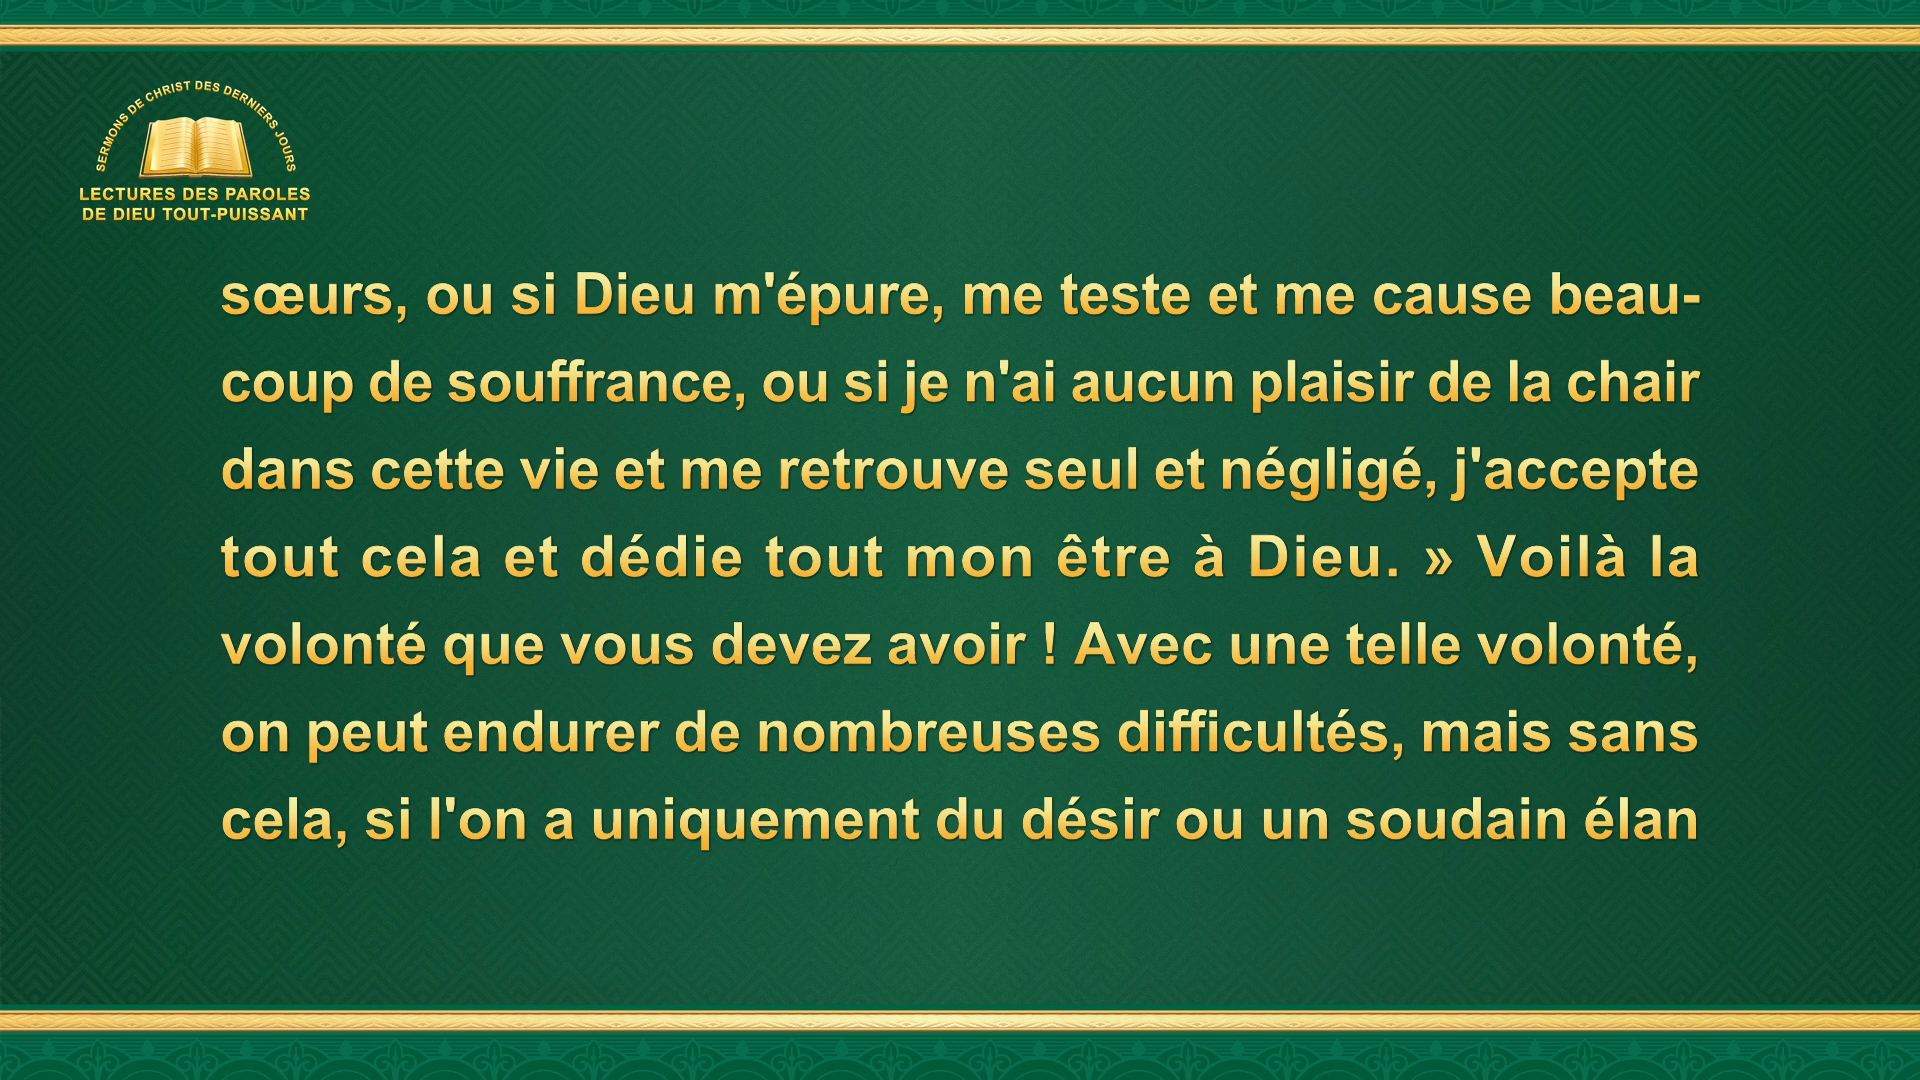 SERMONS DE CHRIST DES DERNIERS JOURS
LECTURES DES PAROLES
DE DIEU TOUT-PUISSANT
sœurs, ou si Dieu m'épure, me teste et me cause beau-
coup de souffrance, ou si je n'ai aucun plaisir de la chair
dans cette vie et me retrouve seul et négligé, j'accepte
tout cela et dédie tout mon être à Dieu. » Voilà la
volonté que vous devez avoir ! Avec une telle volonté,
on peut endurer de nombreuses difficultés, mais sans
cela, si l'on a uniquement du désir ou un soudain élan